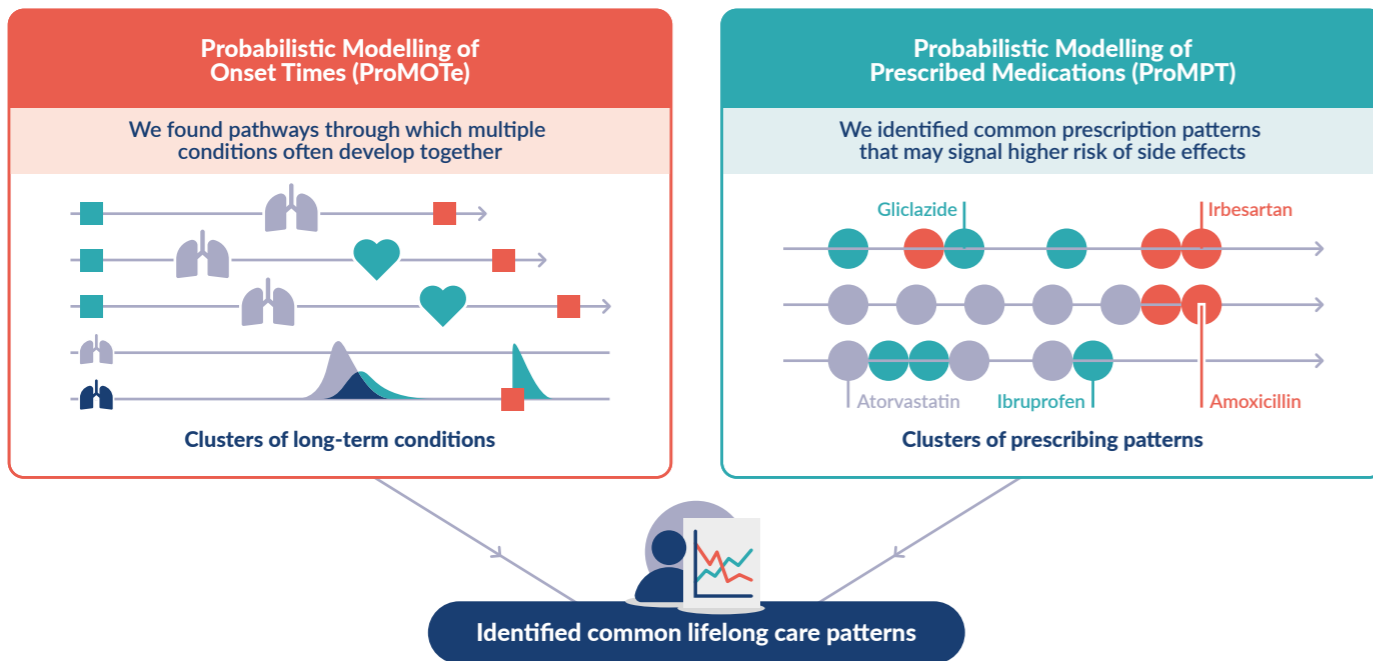 Probabilistic Modelling of
Onset Times (ProMOTe)
We found pathways through which multiple
conditions often develop together
Clusters of long-term conditions
Probabilistic Modelling of
Prescribed Medications (ProMPT)
We identified common prescription patterns
that may signal higher risk of side effects
Gliclazide
Irbesartan
Atorvastatin
Ibruprofen
Amoxicillin
Clusters of prescribing patterns
Identified common lifelong care patterns